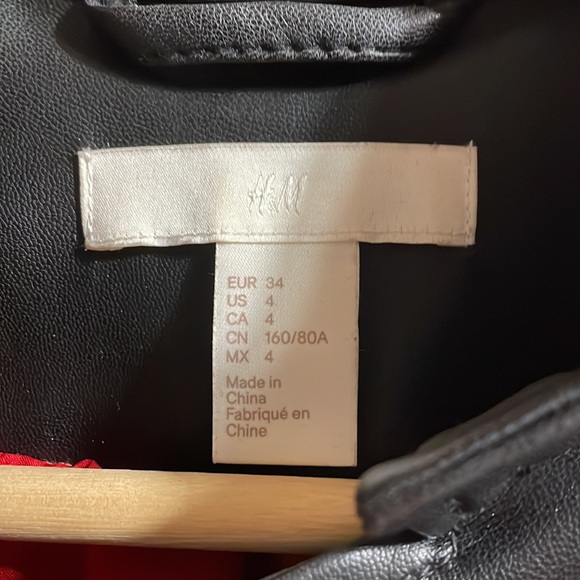 H&M
EUR 34
US 4
CA 4
CN 160/80A
MX 4
Made in
China
Fabriqué en
Chine